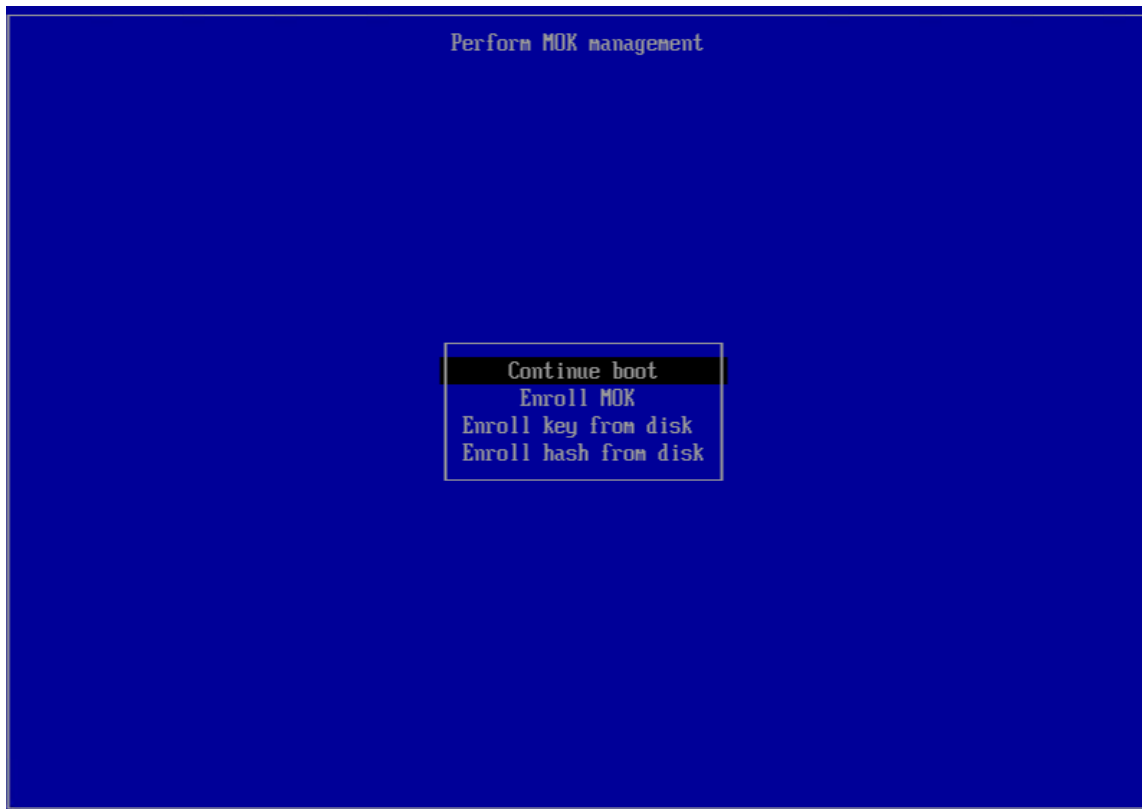 Perform MOK management
Continue boot
Enroll MOK
Enroll key from disk
Enroll hash from disk